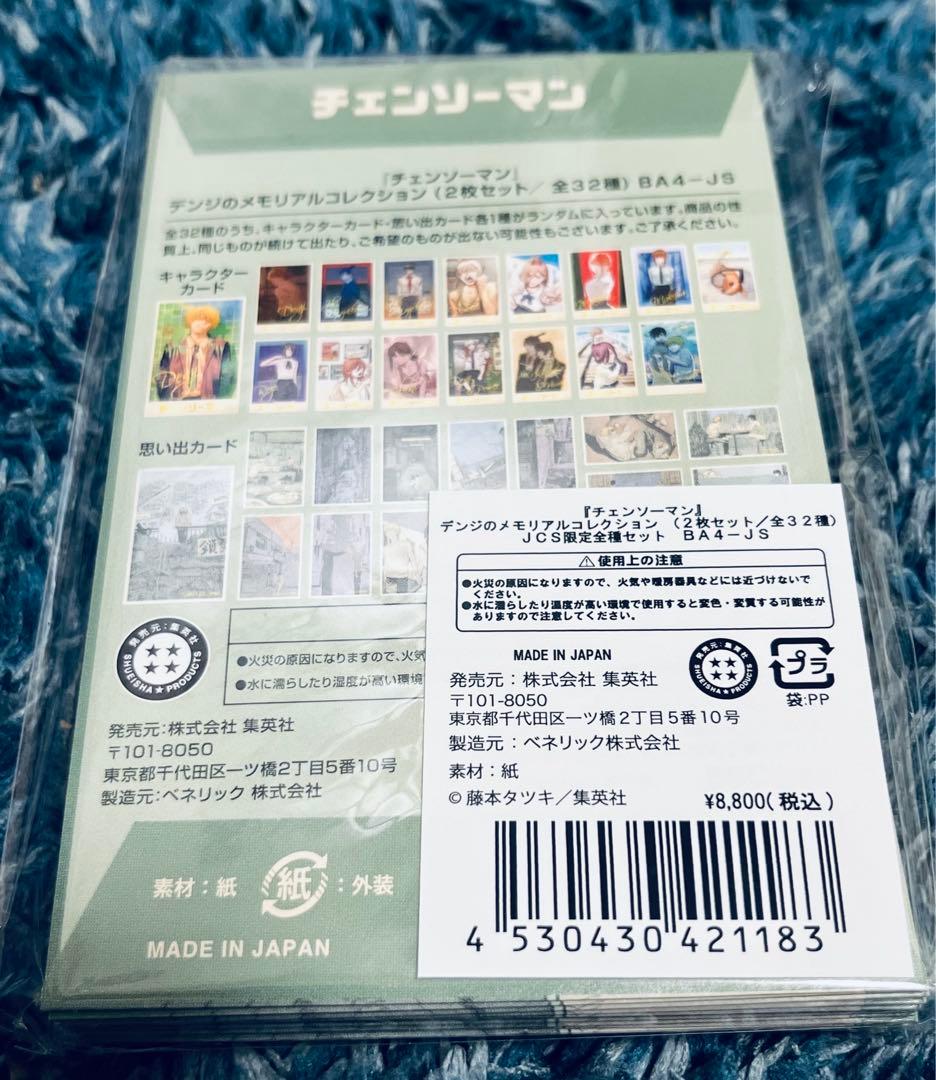 チェンソーマン
『チェンソーマン』
デンジのメモリアルコレクション(2枚セット/全32種) BA4-JS
全32種のうち、キャラクターカード・思い出カード各1種がランダムに入っています。商品の性
質上、同じものが続けて出たり、ご希望のものが出ない可能性もございます。ご了承ください。
キャラクター
カード
思い出カード
発売元:集英社
SHUEISHA★PRODUCTS
●火災の原因になりますので、火気
●水に濡らしたり湿度が高い環境
発売元:株式会社 集英社
〒101-8050
東京都千代田区一ツ橋2丁目5番10号
製造元:ベネリック 株式会社
素材:紙
紙
:外装
MADE IN JAPAN
『チェンソーマン』
デンジのメモリアルコレクション (2枚セット/全32種)
JCS限定全種セット BA4-JS
⚠使用上の注意
●火災の原因になりますので、火気や暖房器具などには近づけないで
ください。
●水に濡らしたり温度が高い環境で使用すると変色・変質する可能性が
ありますので注意してください。
MADE IN JAPAN
発売元:株式会社 集英社
〒101-8050
東京都千代田区一ツ橋2丁目5番10号
製造元:ベネリック株式会社
素材:紙
©藤本タツキ/集英社
発売元:集英社
SHUEISHA★PRODUCTS
プラ
袋:PP
¥8,800(税込)
4 530430 421183